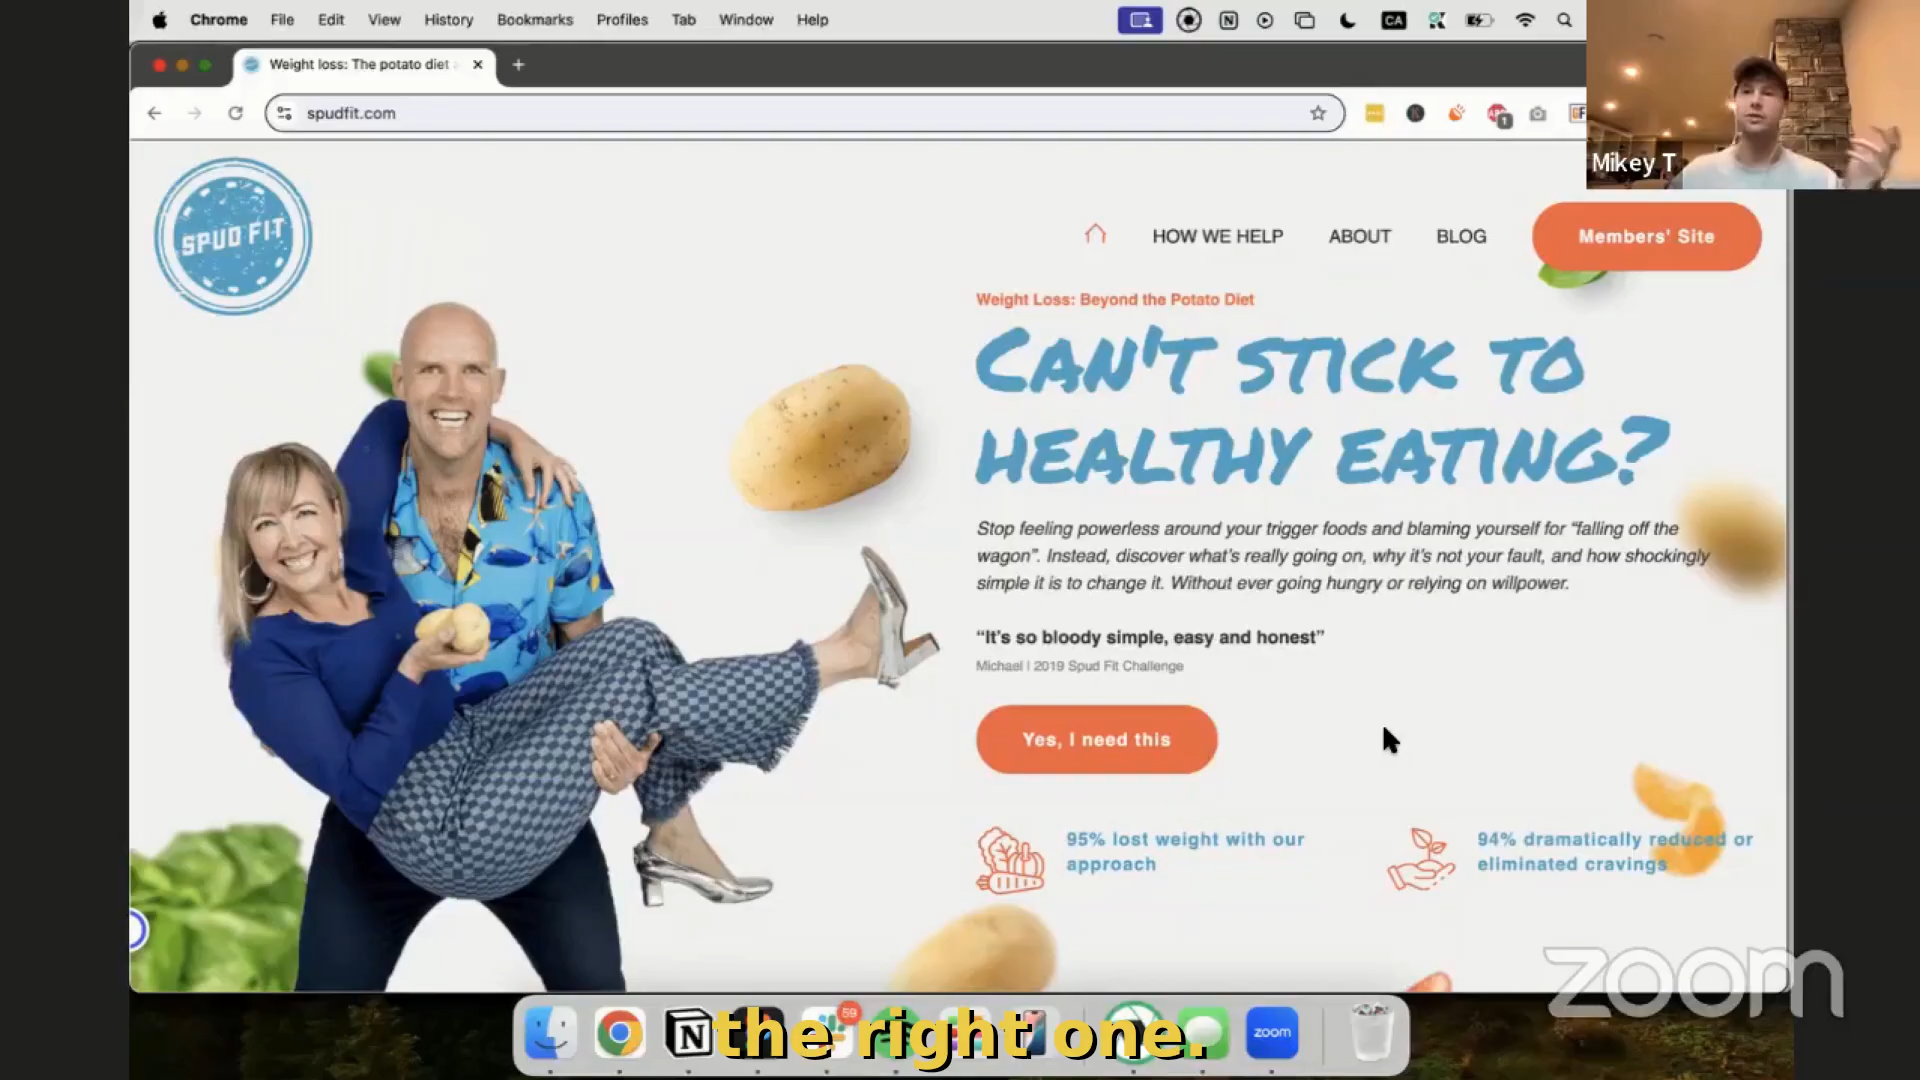 Chrome File Edit View History Bookmarks Profiles Tab Window Help
CA
Weight loss: The potato diet
spudfit.com
1
Mikey T
SPUD FIT
HOW WE HELP ABOUT BLOG Members' Site
Weight Loss: Beyond the Potato Diet
CAN'T STICK TO
HEALTHY EATING?
Stop feeling powerless around your trigger foods and blaming yourself for “falling off the
wagon”. Instead, discover what's really going on, why it's not your fault, and how shockingly
simple it is to change it. Without ever going hungry or relying on willpower.
“It's so bloody simple, easy and honest”
Michael | 2019 Spud Fit Challenge
Yes, I need this
95% lost weight with our
approach
94% dramatically reduced or
eliminated cravings
zoom
59
the right one.
zoom